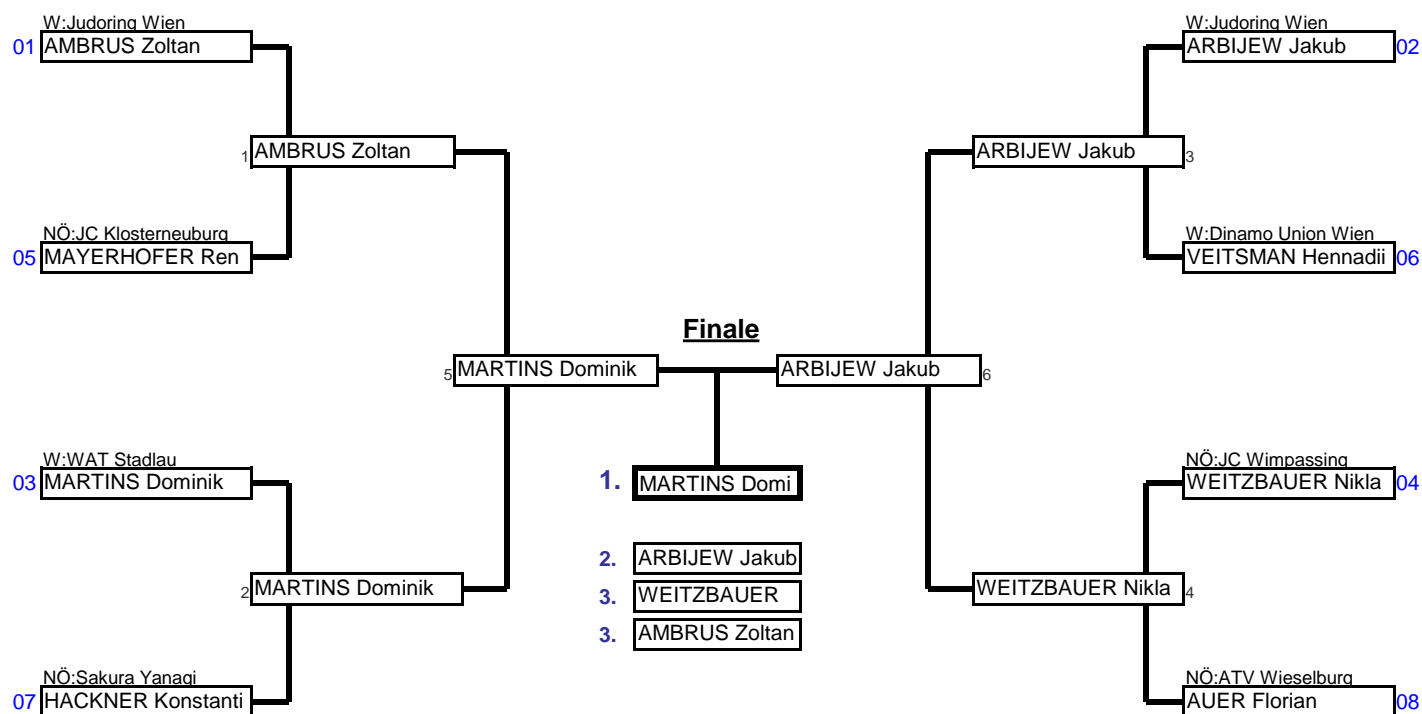 W:Judoring Wien
01 AMBRUS Zoltan
W:Judoring Wien
ARBIJEW Jakub 02
1 AMBRUS Zoltan
ARBIJEW Jakub 3
NÖ:JC Klosterneuburg
05 MAYERHOFER Ren
W:Dinamo Union Wien
VEITSMAN Hennadii 06
Finale
5 MARTINS Dominik
ARBIJEW Jakub 6
W:WAT Stadlau
03 MARTINS Dominik
1. MARTINS Domi
NÖ:JC Wimpassing
WEITZBAUER Nikla 04
2. ARBIJEW Jakub
3. WEITZBAUER
3. AMBRUS Zoltan
2 MARTINS Dominik
WEITZBAUER Nikla 4
NÖ:Sakura Yanagi
07 HACKNER Konstanti
NÖ:ATV Wieselburg
AUER Florian 08